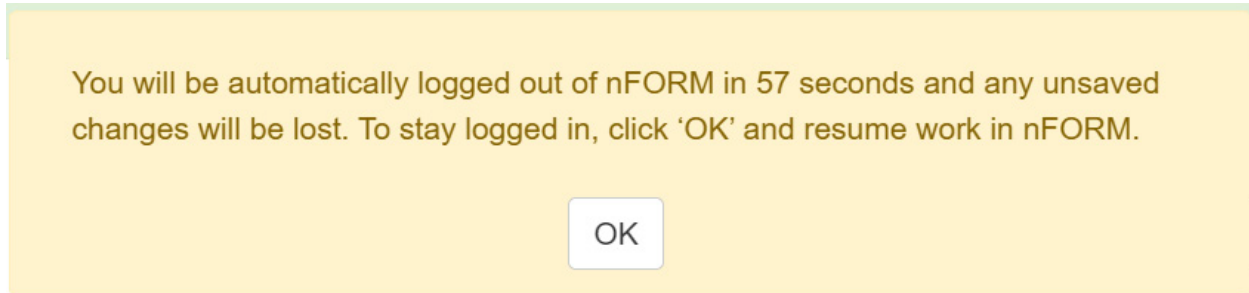 You will be automatically logged out of nFORM in 57 seconds and any unsaved
changes will be lost. To stay logged in, click ‘OK’ and resume work in nFORM.
OK